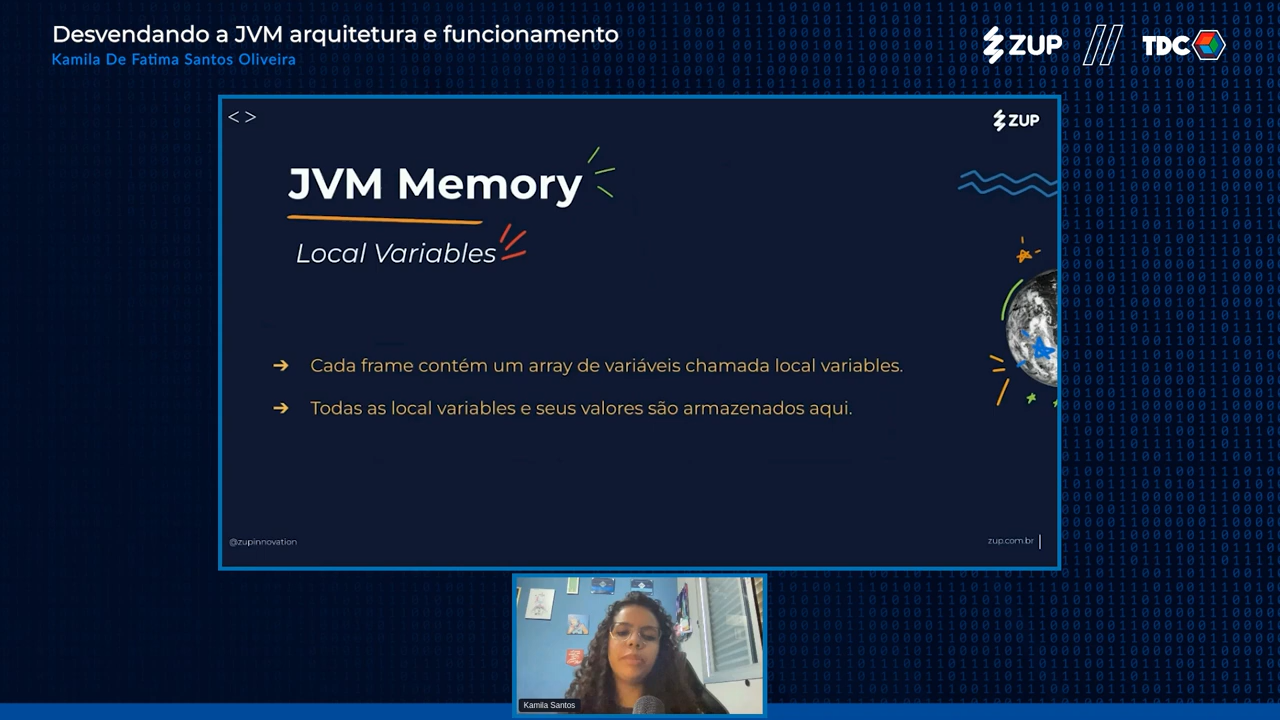 Desvendando a JVM arquitetura e funcionamento
Kamila De Fatima Santos Oliveira
ZUP
TDC
< >
ZUP
JVM Memory
Local Variables
➔ Cada frame contém um array de variáveis chamada local variables.
➔ Todas as local variables e seus valores são armazenados aqui.
@zupinnovation
zup.com.br
Kamila Santos